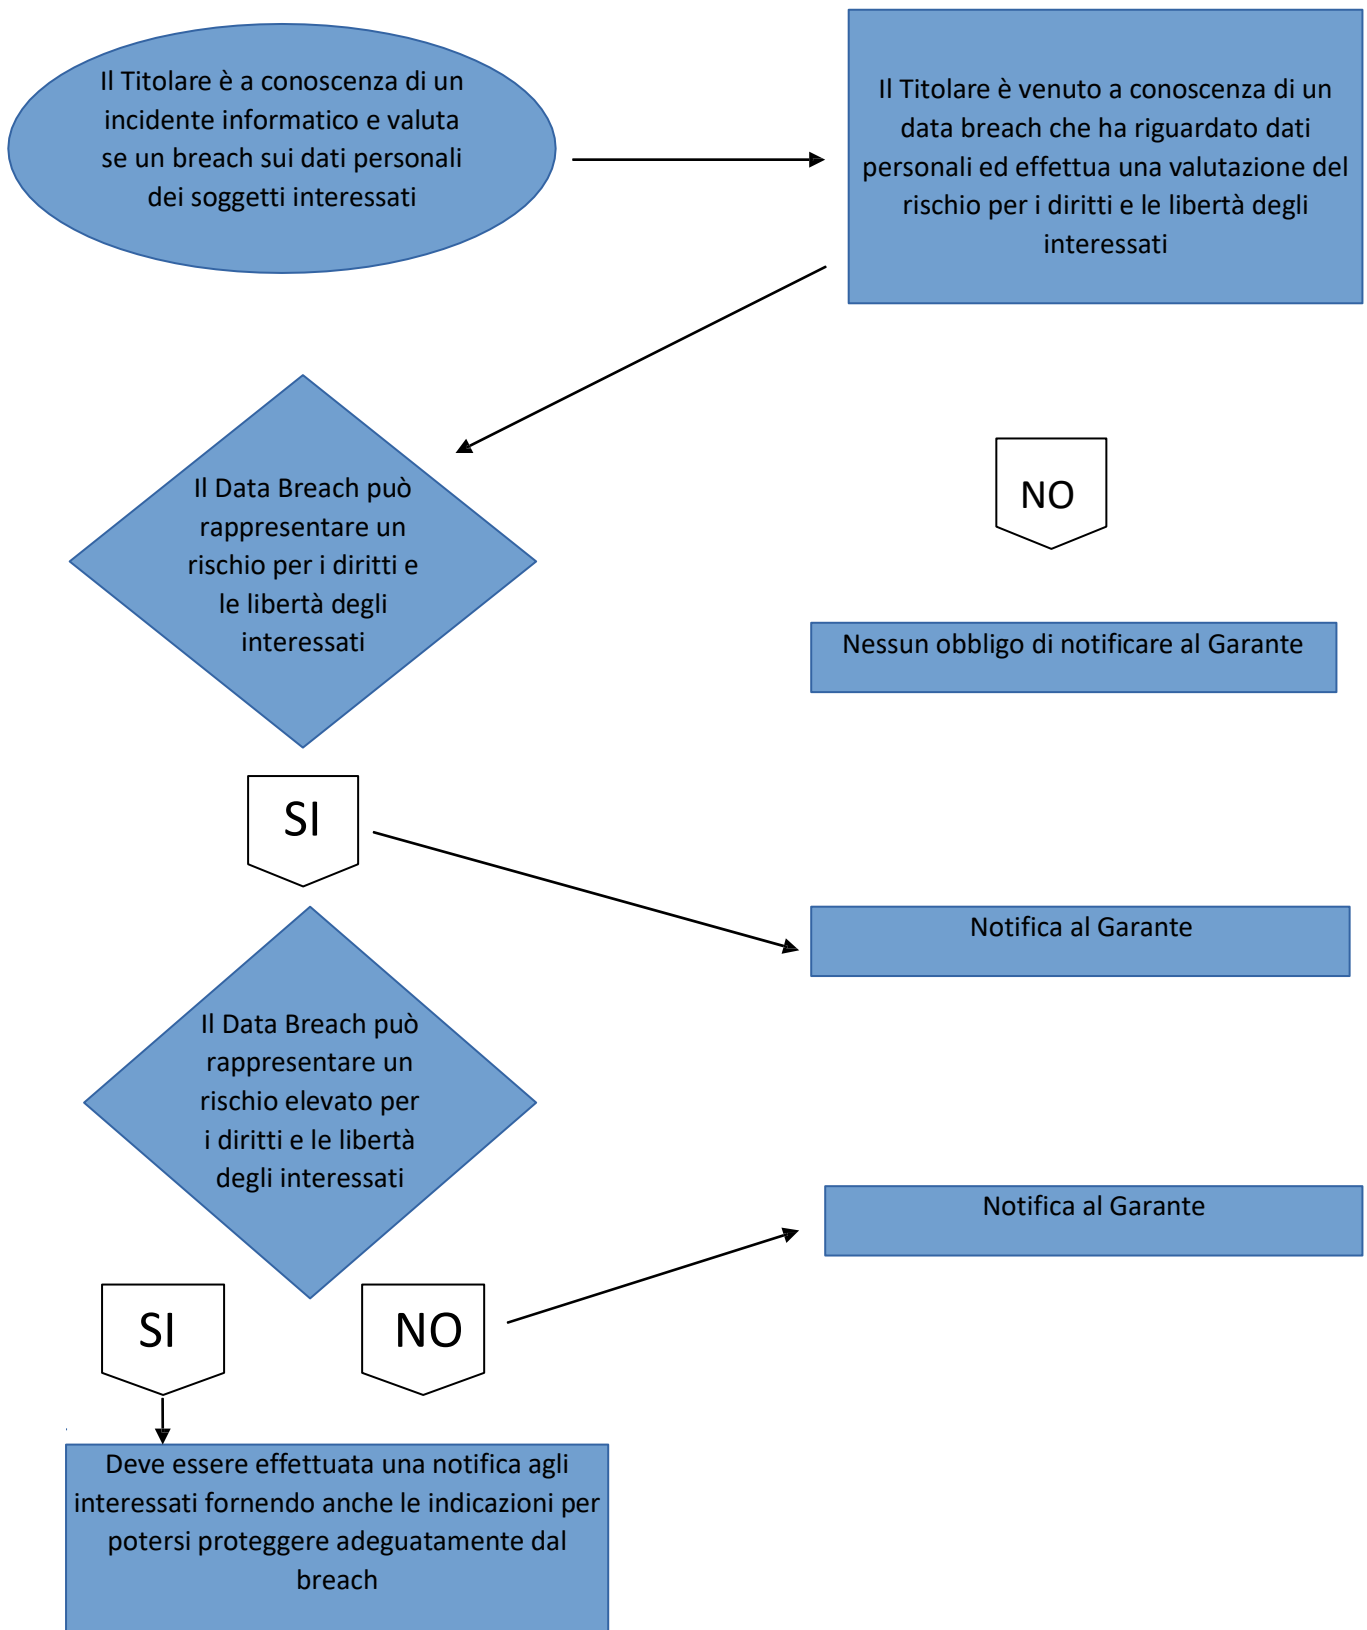 Il Titolare è a conoscenza di un
incidente informatico e valuta
se un breach sui dati personali
dei soggetti interessati
Il Titolare è venuto a conoscenza di un
data breach che ha riguardato dati
personali ed effettua una valutazione del
rischio per i diritti e le libertà degli
interessati
Il Data Breach può
rappresentare un
rischio per i diritti e
le libertà degli
interessati
NO
Nessun obbligo di notificare al Garante
SI
Notifica al Garante
Il Data Breach può
rappresentare un
rischio elevato per
i diritti e le libertà
degli interessati
Notifica al Garante
SI
NO
Deve essere effettuata una notifica agli
interessati fornendo anche le indicazioni per
potersi proteggere adeguatamente dal
breach